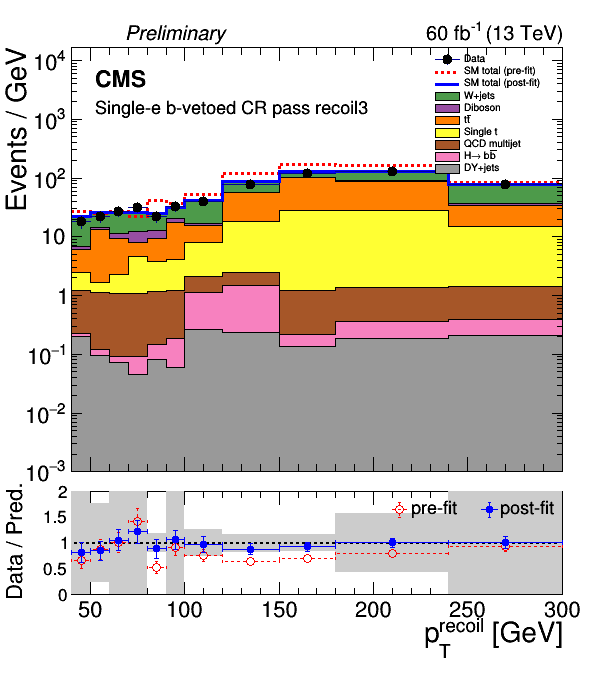 Preliminary
60 fb⁻¹ (13 TeV)
Events / GeV
CMS
Single-e b-vetoed CR pass recoil3
Data
SM total (pre-fit)
SM total (post-fit)
W+jets
Diboson
tt̅
Single t
QCD multijet
H→ bb̅
DY+jets
10⁴
10³
10²
10
1
10⁻¹
10⁻²
10⁻³
Data / Pred.
2
1.5
1
0.5
0
pre-fit
post-fit
50 100 150 200 250 300
p_T^recoil [GeV]